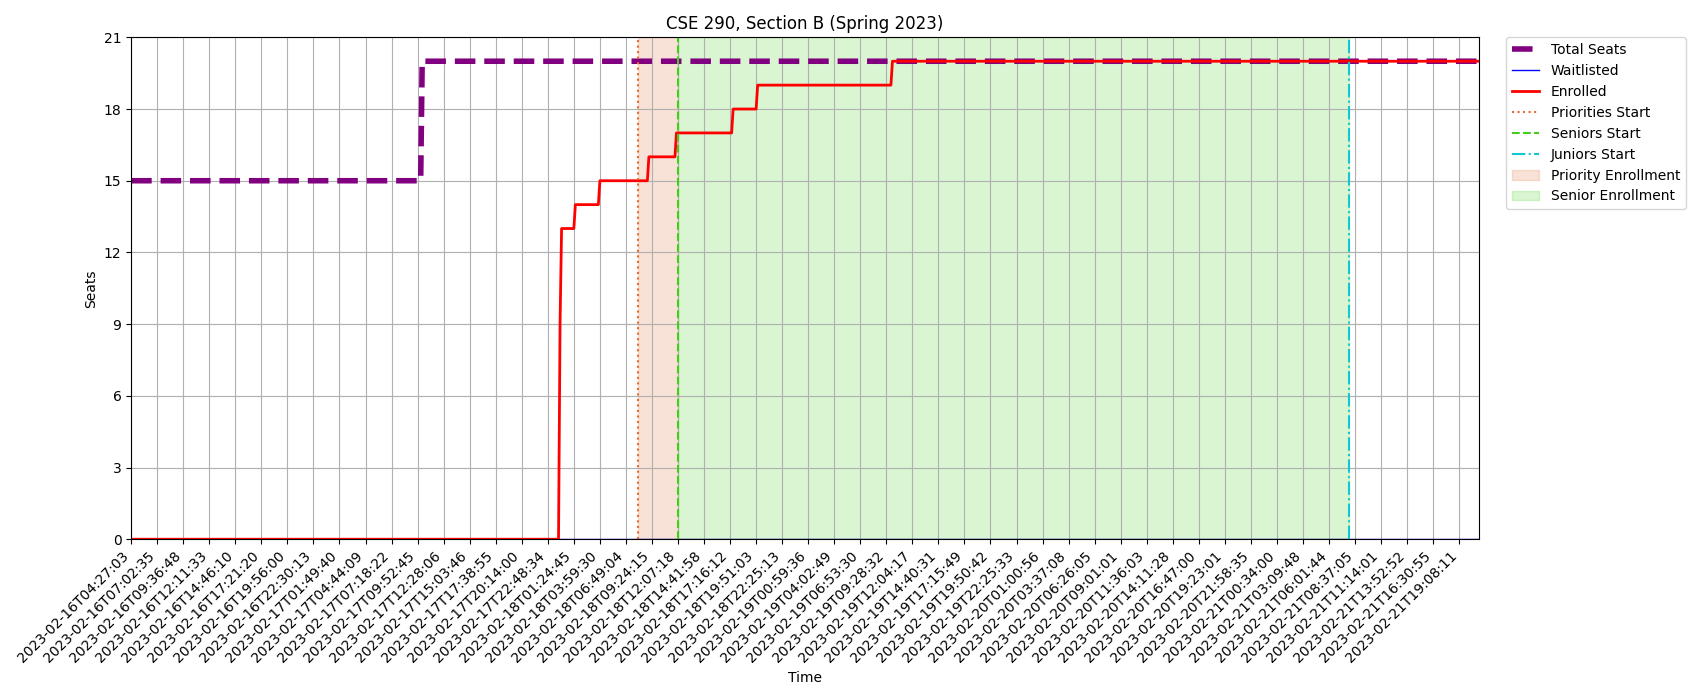 CSE 290, Section B (Spring 2023)
21
18
15
12
9
6
3
0
Seats
Total Seats
Waitlisted
Enrolled
Priorities Start
Seniors Start
Juniors Start
Priority Enrollment
Senior Enrollment
2023-02-16T04:27:03
2023-02-16T07:02:35
2023-02-16T09:36:48
2023-02-16T12:11:33
2023-02-16T14:46:10
2023-02-16T17:21:20
2023-02-16T19:56:00
2023-02-16T22:30:13
2023-02-17T01:49:40
2023-02-17T04:44:09
2023-02-17T07:18:22
2023-02-17T09:52:45
2023-02-17T12:28:06
2023-02-17T15:03:46
2023-02-17T17:38:55
2023-02-17T20:14:00
2023-02-17T22:48:34
2023-02-18T01:24:45
2023-02-18T03:59:30
2023-02-18T06:49:04
2023-02-18T09:24:15
2023-02-18T12:07:18
2023-02-18T14:41:58
2023-02-18T17:16:12
2023-02-18T19:51:03
2023-02-18T22:25:13
2023-02-19T00:59:36
2023-02-19T04:02:49
2023-02-19T06:53:30
2023-02-19T09:28:32
2023-02-19T12:04:17
2023-02-19T14:40:31
2023-02-19T17:15:49
2023-02-19T19:50:42
2023-02-19T22:25:33
2023-02-20T01:00:56
2023-02-20T03:37:08
2023-02-20T06:26:05
2023-02-20T09:01:01
2023-02-20T11:36:03
2023-02-20T14:11:28
2023-02-20T16:47:00
2023-02-20T19:23:01
2023-02-20T21:58:35
2023-02-21T00:34:00
2023-02-21T03:09:48
2023-02-21T06:01:44
2023-02-21T08:37:05
2023-02-21T11:14:01
2023-02-21T13:52:52
2023-02-21T16:30:55
2023-02-21T19:08:11
Time